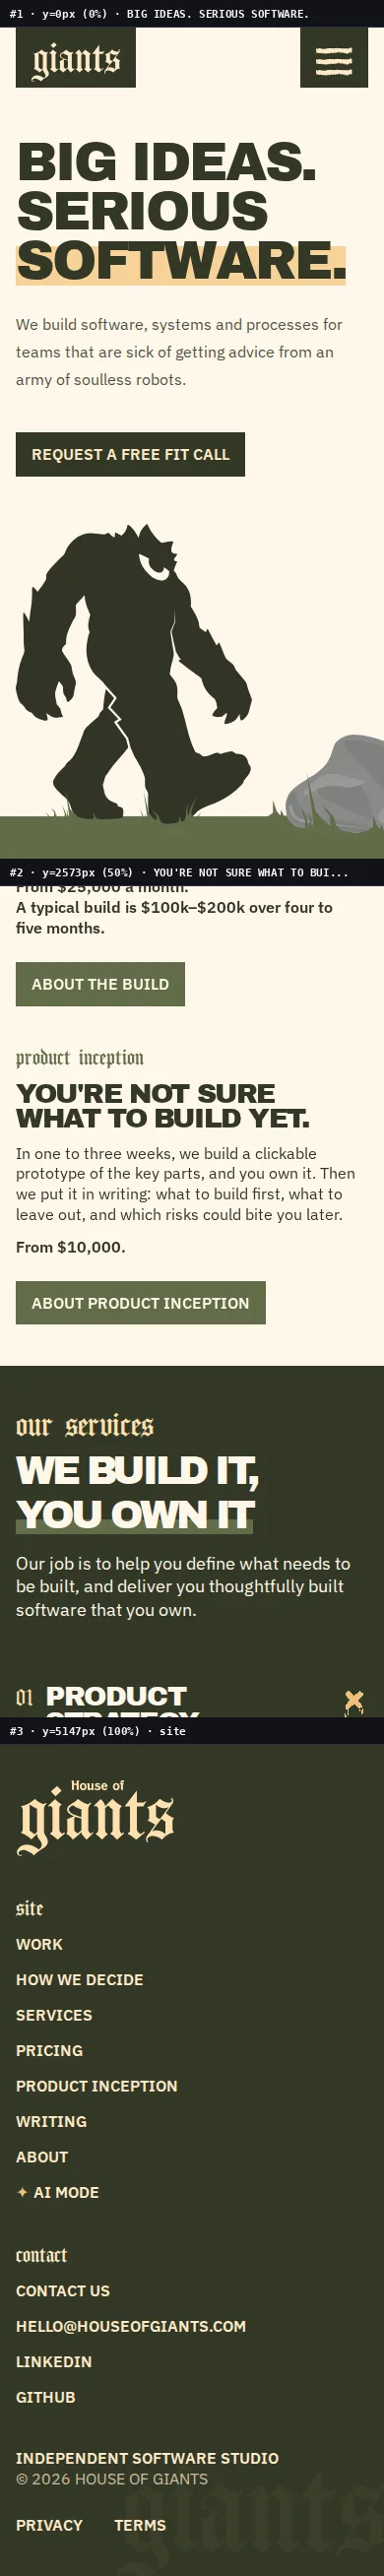 #1 · y=0px (0%) · BIG IDEAS. SERIOUS SOFTWARE.
giants
BIG IDEAS.
SERIOUS
SOFTWARE.
We build software, systems and processes for
teams that are sick of getting advice from an
army of soulless robots.
REQUEST A FREE FIT CALL
#2 · y=2573px (50%) · YOU'RE NOT SURE WHAT TO BUI...
From $25,000 a month.
A typical build is $100k–$200k over four to
five months.
ABOUT THE BUILD
product inception
YOU'RE NOT SURE
WHAT TO BUILD YET.
In one to three weeks, we build a clickable
prototype of the key parts, and you own it. Then
we put it in writing: what to build first, what to
leave out, and which risks could bite you later.
From $10,000.
ABOUT PRODUCT INCEPTION
our services
WE BUILD IT,
YOU OWN IT
Our job is to help you define what needs to
be built, and deliver you thoughtfully built
software that you own.
01 PRODUCT
STRATEGY
#3 · y=5147px (100%) · site
House of
giants
site
WORK
HOW WE DECIDE
SERVICES
PRICING
PRODUCT INCEPTION
WRITING
ABOUT
✦ AI MODE
contact
CONTACT US
HELLO@HOUSEOFGIANTS.COM
LINKEDIN
GITHUB
INDEPENDENT SOFTWARE STUDIO
© 2026 HOUSE OF GIANTS
PRIVACY TERMS
giants